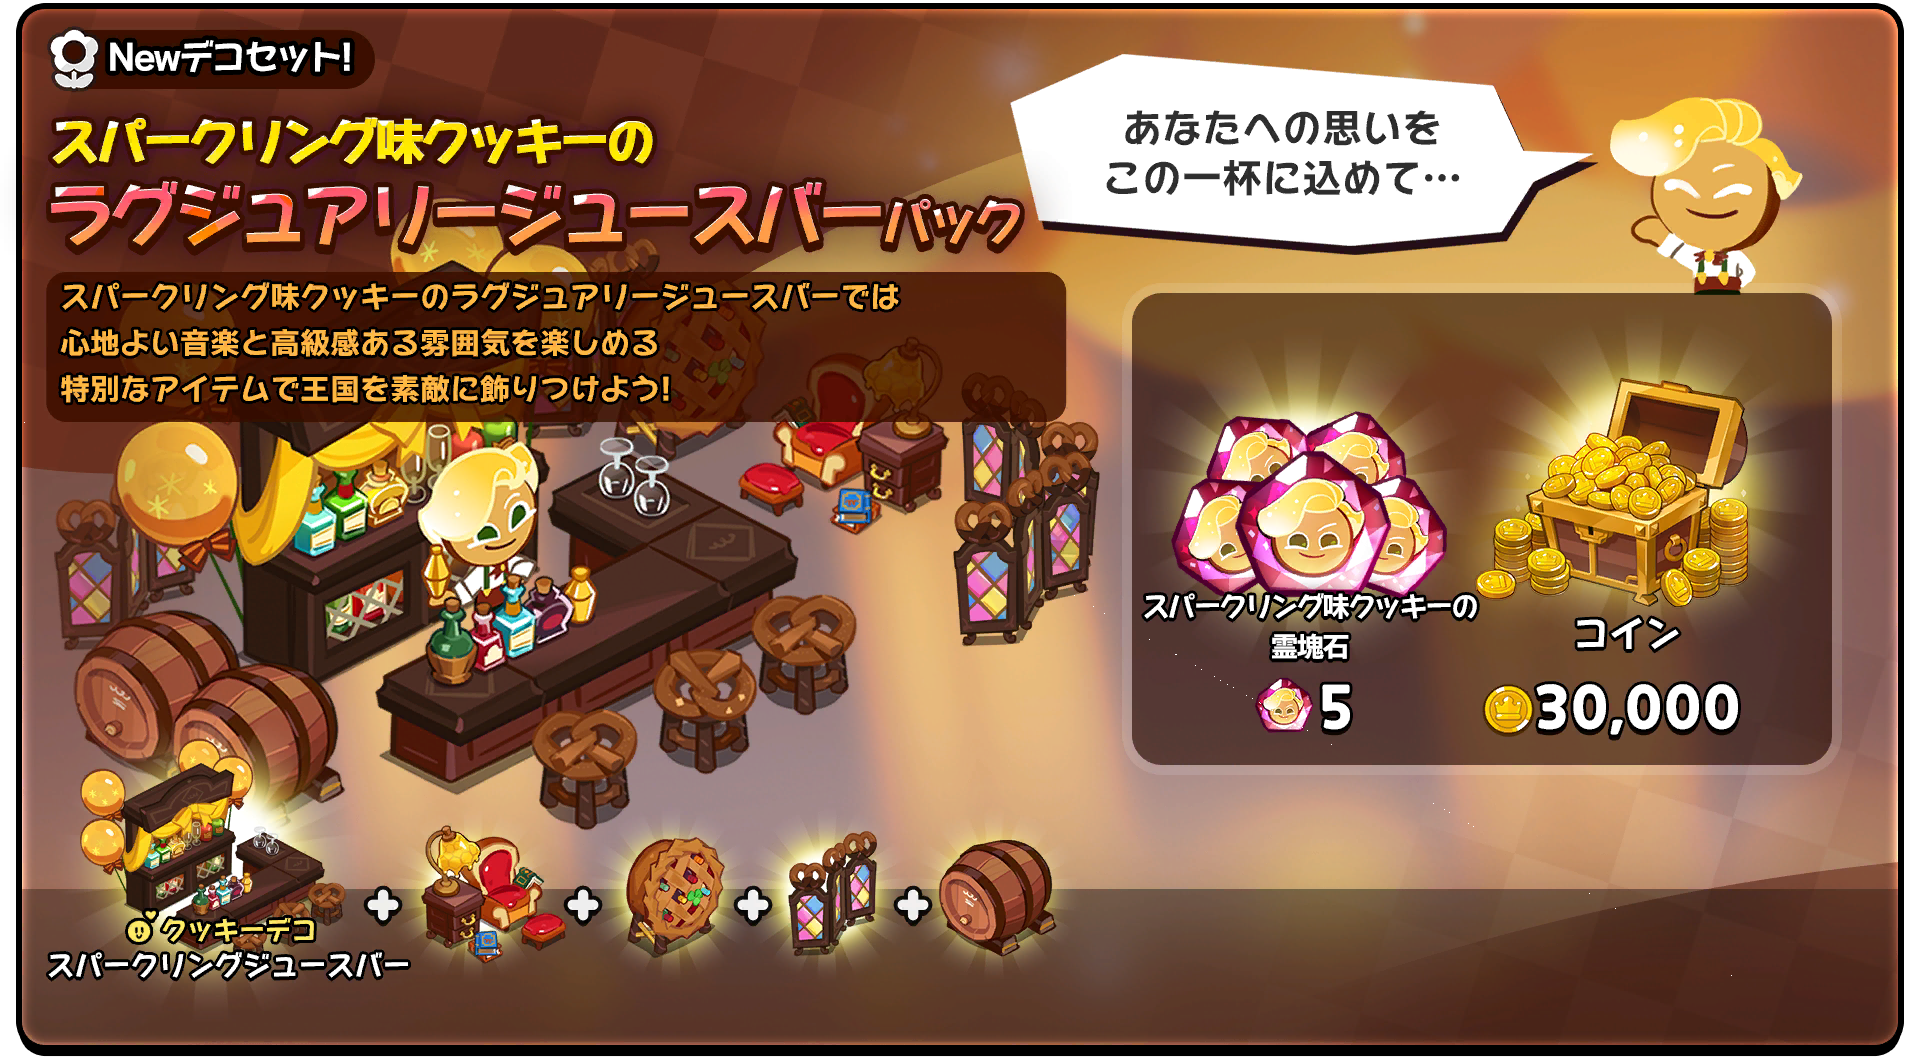 Newデコセット!
スパークリング味クッキーの
ラグジュアリージュースバーパック
スパークリング味クッキーのラグジュアリージュースバーでは
心地よい音楽と高級感ある雰囲気を楽しめる
特別なアイテムで王国を素敵に飾りつけよう!
あなたへの思いを
この一杯に込めて…
スパークリング味クッキーの
霊塊石
5
コイン
30,000
クッキーデコ
スパークリングジュースバー